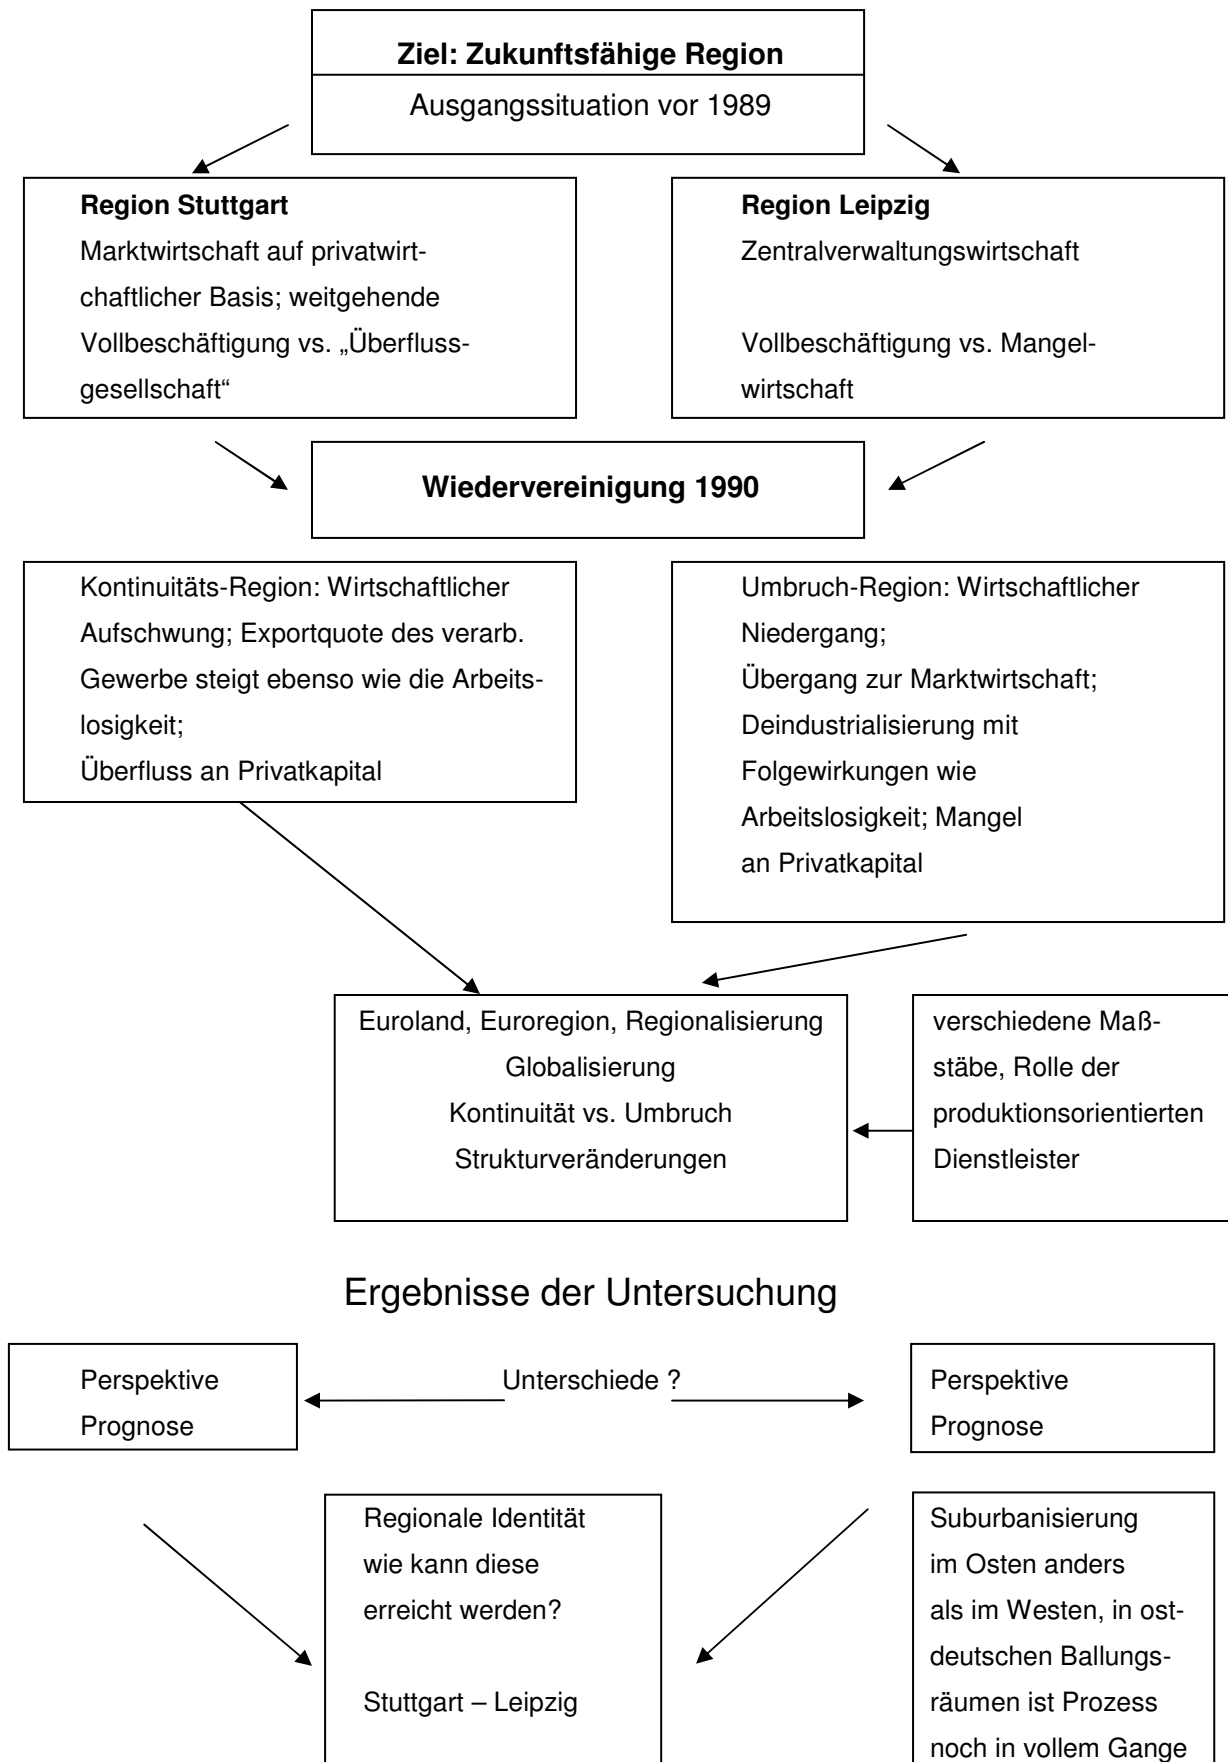 Ziel: Zukunftsfähige Region
Ausgangssituation vor 1989
Region Stuttgart
Marktwirtschaft auf privatwirt-
chaftlicher Basis; weitgehende
Vollbeschäftigung vs. „Überfluss-
gesellschaft“
Region Leipzig
Zentralverwaltungswirtschaft
Vollbeschäftigung vs. Mangel-
wirtschaft
Wiedervereinigung 1990
Kontinuitäts-Region: Wirtschaftlicher
Aufschwung; Exportquote des verarb.
Gewerbe steigt ebenso wie die Arbeits-
losigkeit;
Überfluss an Privatkapital
Umbruch-Region: Wirtschaftlicher
Niedergang;
Übergang zur Marktwirtschaft;
Deindustrialisierung mit
Folgewirkungen wie
Arbeitslosigkeit; Mangel
an Privatkapital
Euroland, Euroregion, Regionalisierung
Globalisierung
Kontinuität vs. Umbruch
Strukturveränderungen
verschiedene Maß-
stäbe, Rolle der
produktionsorientierten
Dienstleister
Ergebnisse der Untersuchung
Perspektive
Prognose
Unterschiede ?
Perspektive
Prognose
Regionale Identität
wie kann diese
erreicht werden?
Stuttgart – Leipzig
Suburbanisierung
im Osten anders
als im Westen, in ost-
deutschen Ballungs-
räumen ist Prozess
noch in vollem Gange